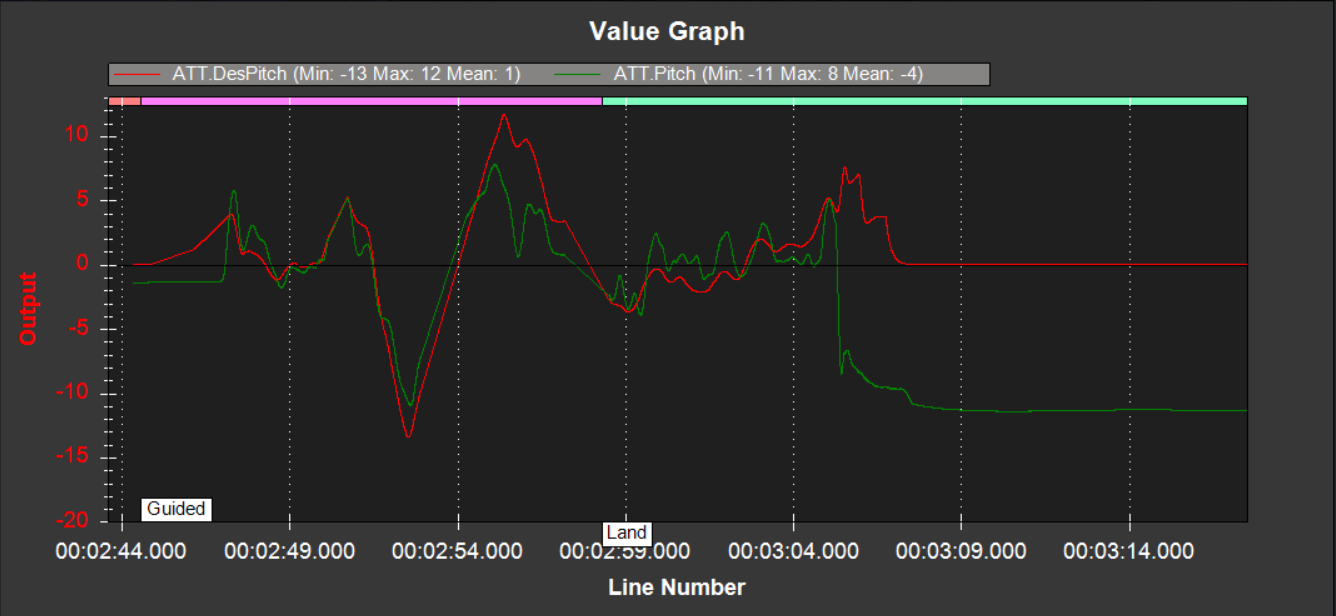 Value Graph
ATT.DesPitch (Min: -13 Max: 12 Mean: 1) ATT.Pitch (Min: -11 Max: 8 Mean: -4)
10
5
0
-5
-10
-15
-20
Output
Guided
Land
00:02:44.000 00:02:49.000 00:02:54.000 00:02:59.000 00:03:04.000 00:03:09.000 00:03:14.000
Line Number